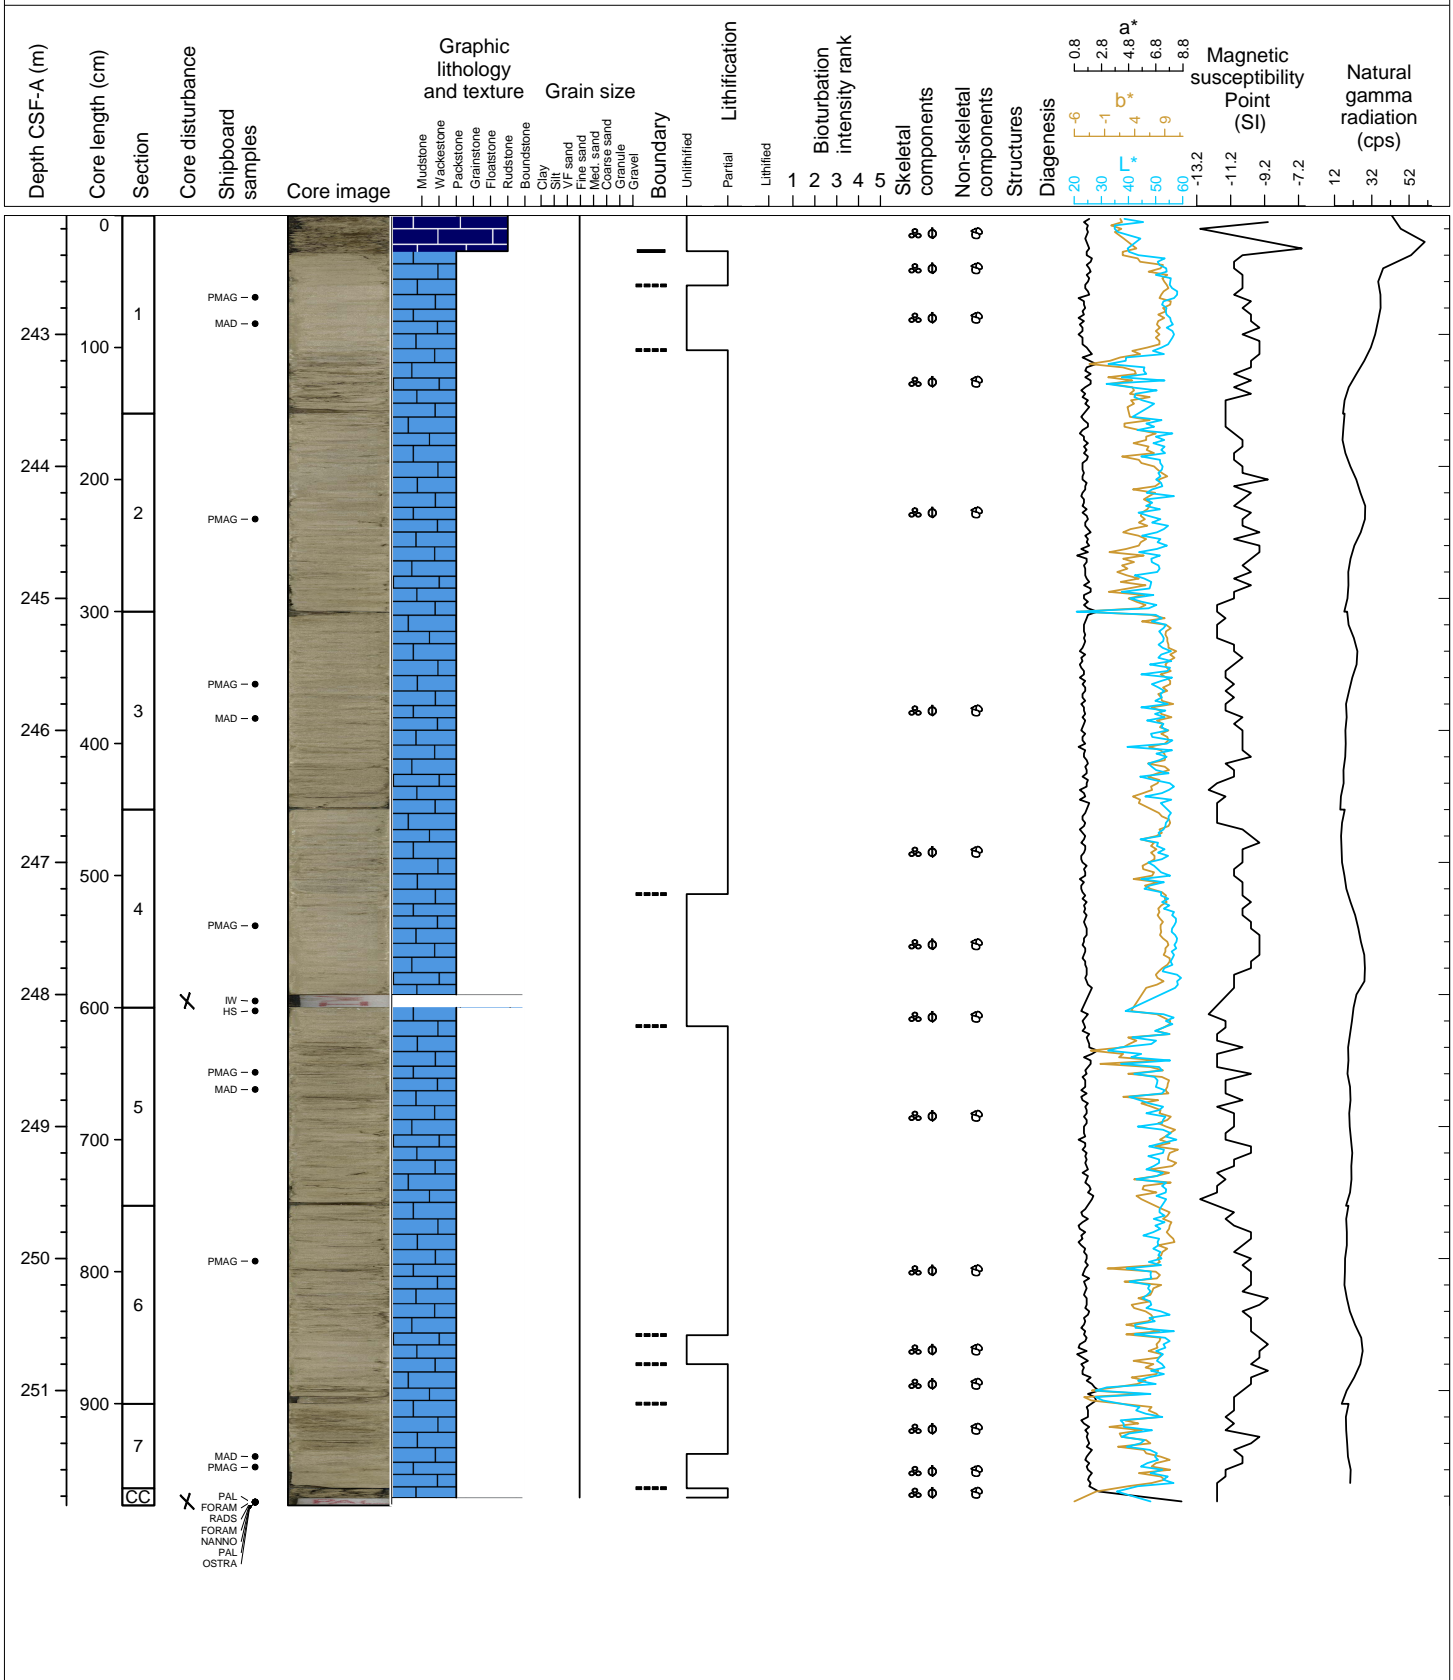 Depth CSF-A (m)
Core length (cm)
Section
Core disturbance
Shipboard
samples
Core image
Graphic
lithology
and texture
Mudstone
Wackestone
Packstone
Grainstone
Floatstone
Rudstone
Boundstone
Grain size
Clay
Silt
VF sand
Fine sand
Med. sand
Coarse sand
Granule
Gravel
Boundary
Lithification
Unlithified
Partial
Lithified
Bioturbation
intensity rank
1 2 3 4 5
Skeletal
components
Non-skeletal
components
Structures
Diagenesis
a*
0.8 2.8 4.8 6.8 8.8
b*
-6 -1 4 9
L*
20 30 40 50 60
Magnetic
susceptibility
Point
(SI)
-13.2 -11.2 -9.2 -7.2
Natural
gamma
radiation
(cps)
12 32 52
0
PMAG
1
MAD
243
100
244
200
2
PMAG
245
300
PMAG
3
MAD
246
400
247
500
4
PMAG
248
IW
600
HS
PMAG
MAD
5
249
700
250
PMAG
800
6
251
900
7
MAD
PMAG
CC
PAL
FORAM
RADS
FORAM
NANNO
PAL
OSTRA